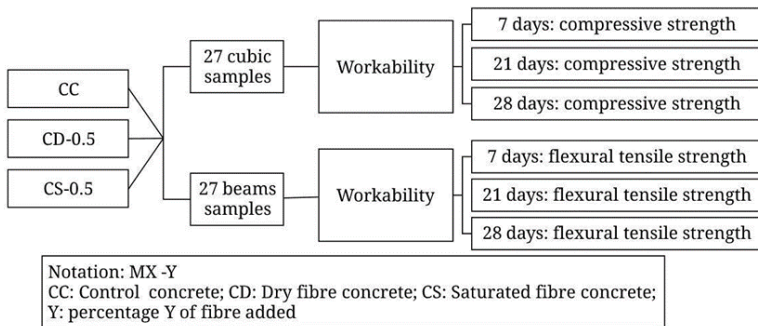 CC
CD-0.5
CS-0.5
27 cubic
samples
27 beams
samples
Workability
Workability
7 days: compressive strength
21 days: compressive strength
28 days: compressive strength
7 days: flexural tensile strength
21 days: flexural tensile strength
28 days: flexural tensile strength
Notation: MX -Y
CC: Control concrete; CD: Dry fibre concrete; CS: Saturated fibre concrete;
Y: percentage Y of fibre added